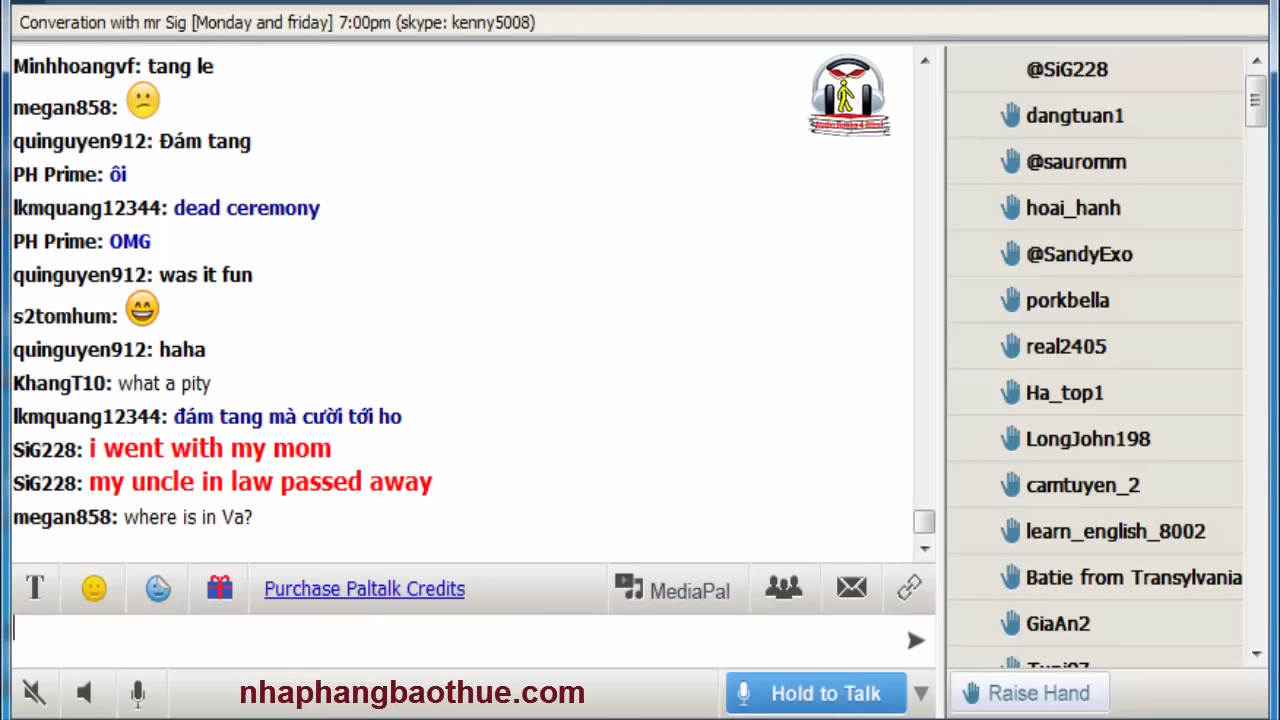 Converation with mr Sig [Monday and friday] 7:00pm (skype: kenny5008)
Minhhoangvf: tang le
megan858:
quinguyen912: Đám tang
PH Prime: ôi
lkmquang12344: dead ceremony
PH Prime: OMG
quinguyen912: was it fun
s2tomhum:
quinguyen912: haha
KhangT10: what a pity
lkmquang12344: đám tang mà cười tới ho
SiG228: i went with my mom
SiG228: my uncle in law passed away
megan858: where is in Va?
Audio Books 4 Blind
@SiG228
dangtuan1
@sauromm
hoai_hanh
@SandyExo
porkbella
real2405
Ha_top1
LongJohn198
camtuyen_2
learn_english_8002
Batie from Transylvania
GiaAn2
T Purchase Paltalk Credits MediaPal
nhaphangbaothue.com Hold to Talk Raise Hand